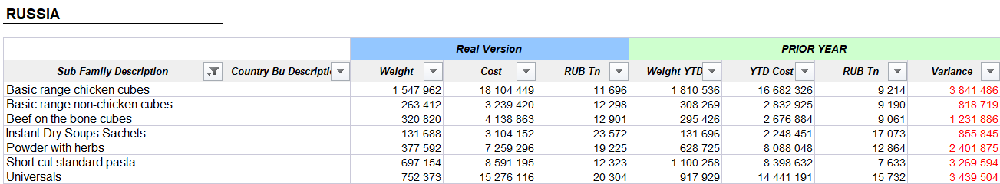 RUSSIA
Real Version PRIOR YEAR
Sub Family Description Country Bu Descripti Weight Cost RUB Tn Weight YTD YTD Cost RUB Tn Variance
Basic range chicken cubes 1 547 962 18 104 449 11 696 1 810 536 16 682 326 9 214 3 841 486
Basic range non-chicken cubes 263 412 3 239 420 12 298 308 269 2 832 925 9 190 818 719
Beef on the bone cubes 320 820 4 138 863 12 901 295 426 2 676 884 9 061 1 231 886
Instant Dry Soups Sachets 131 688 3 104 152 23 572 131 696 2 248 451 17 073 855 845
Powder with herbs 377 592 7 259 296 19 225 628 725 8 088 048 12 864 2 401 875
Short cut standard pasta 697 154 8 591 195 12 323 1 100 258 8 398 632 7 633 3 269 594
Universals 752 373 15 276 116 20 304 917 929 14 441 191 15 732 3 439 504